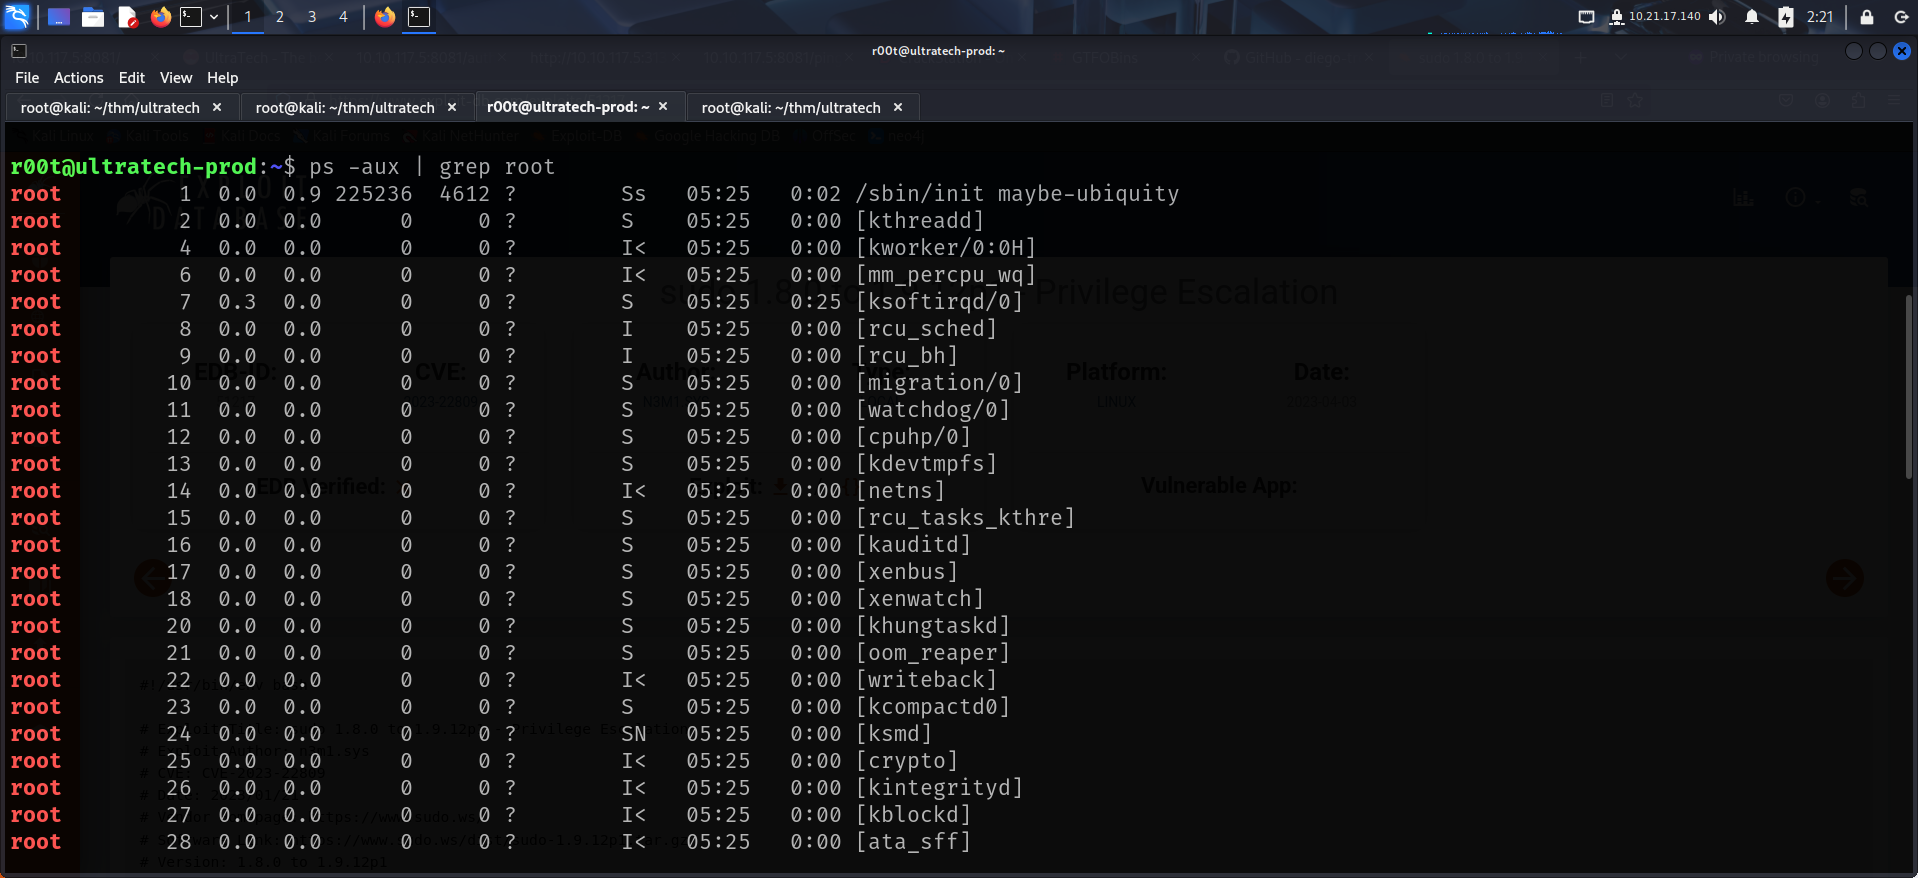 1 2 3 4 10.21.17.140 2:21
r00t@ultratech-prod: ~
File Actions Edit View Help
root@kali: ~/thm/ultratech × root@kali: ~/thm/ultratech × r00t@ultratech-prod: ~ × root@kali: ~/thm/ultratech ×
r00t@ultratech-prod:~$ ps -aux | grep root
root 1 0.0 0.9 225236 4612 ? Ss 05:25 0:02 /sbin/init maybe-ubiquity
root 2 0.0 0.0 0 0 ? S 05:25 0:00 [kthreadd]
root 4 0.0 0.0 0 0 ? I< 05:25 0:00 [kworker/0:0H]
root 6 0.0 0.0 0 0 ? I< 05:25 0:00 [mm_percpu_wq]
root 7 0.3 0.0 0 0 ? S 05:25 0:25 [ksoftirqd/0]
root 8 0.0 0.0 0 0 ? I 05:25 0:00 [rcu_sched]
root 9 0.0 0.0 0 0 ? I 05:25 0:00 [rcu_bh]
root 10 0.0 0.0 0 0 ? S 05:25 0:00 [migration/0]
root 11 0.0 0.0 0 0 ? S 05:25 0:00 [watchdog/0]
root 12 0.0 0.0 0 0 ? S 05:25 0:00 [cpuhp/0]
root 13 0.0 0.0 0 0 ? S 05:25 0:00 [kdevtmpfs]
root 14 0.0 0.0 0 0 ? I< 05:25 0:00 [netns]
root 15 0.0 0.0 0 0 ? S 05:25 0:00 [rcu_tasks_kthre]
root 16 0.0 0.0 0 0 ? S 05:25 0:00 [kauditd]
root 17 0.0 0.0 0 0 ? S 05:25 0:00 [xenbus]
root 18 0.0 0.0 0 0 ? S 05:25 0:00 [xenwatch]
root 20 0.0 0.0 0 0 ? S 05:25 0:00 [khungtaskd]
root 21 0.0 0.0 0 0 ? S 05:25 0:00 [oom_reaper]
root 22 0.0 0.0 0 0 ? I< 05:25 0:00 [writeback]
root 23 0.0 0.0 0 0 ? S 05:25 0:00 [kcompactd0]
root 24 0.0 0.0 0 0 ? SN 05:25 0:00 [ksmd]
root 25 0.0 0.0 0 0 ? I< 05:25 0:00 [crypto]
root 26 0.0 0.0 0 0 ? I< 05:25 0:00 [kintegrityd]
root 27 0.0 0.0 0 0 ? I< 05:25 0:00 [kblockd]
root 28 0.0 0.0 0 0 ? I< 05:25 0:00 [ata_sff]
Privilege Escalation
EDB-ID: CVE: Platform: Date:
LINUX
Vulnerable App:
# Version: 1.8.0 to 1.9.12p1